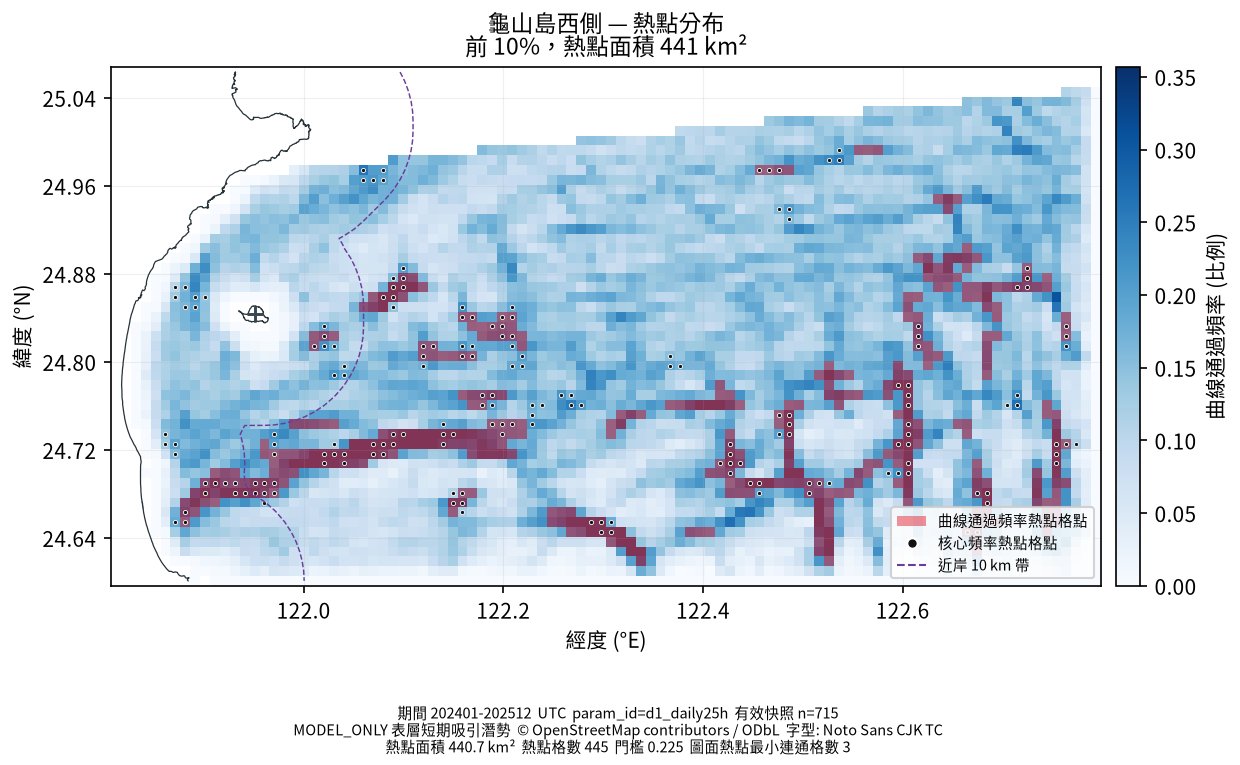 龜山島西側 — 熱點分布
前 10%，熱點面積 441 km²
25.04
24.96
24.88
24.80
24.72
24.64
緯度 (°N)
122.0
122.2
122.4
122.6
經度 (°E)
曲線通過頻率熱點格點
核心頻率熱點格點
近岸 10 km 帶
0.35
0.30
0.25
0.20
0.15
0.10
0.05
0.00
曲線通過頻率 (比例)
期間 202401-202512 UTC param_id=d1_daily25h 有效快照 n=715
MODEL_ONLY 表層短期吸引潛勢 © OpenStreetMap contributors / ODbL 字型: Noto Sans CJK TC
熱點面積 440.7 km² 熱點格數 445 門檻 0.225 圖面熱點最小連通格數 3